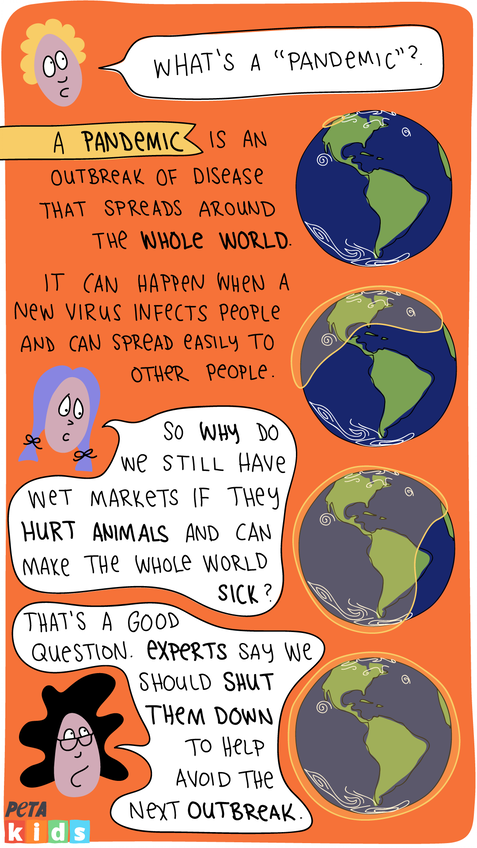 WHAT'S A "PANDEMIC"?.
A PANDEMIC IS AN
OUTBREAK OF DISEASE
THAT SPREADS AROUND
THE WHOLE WORLD.
IT CAN HAPPEN WHEN A
NEW VIRUS INFECTS PEOPLE
AND CAN SPREAD EASILY TO
OTHER PEOPLE.
SO WHY DO
WE STILL HAVE
WET MARKETS IF THEY
HURT ANIMALS AND CAN
MAKE THE WHOLE WORLD
SICK?
THAT'S A GOOD
QUESTION. EXPERTS SAY WE
SHOULD SHUT
THEM DOWN
TO HELP
AVOID THE
NEXT OUTBREAK.
PETA
kids